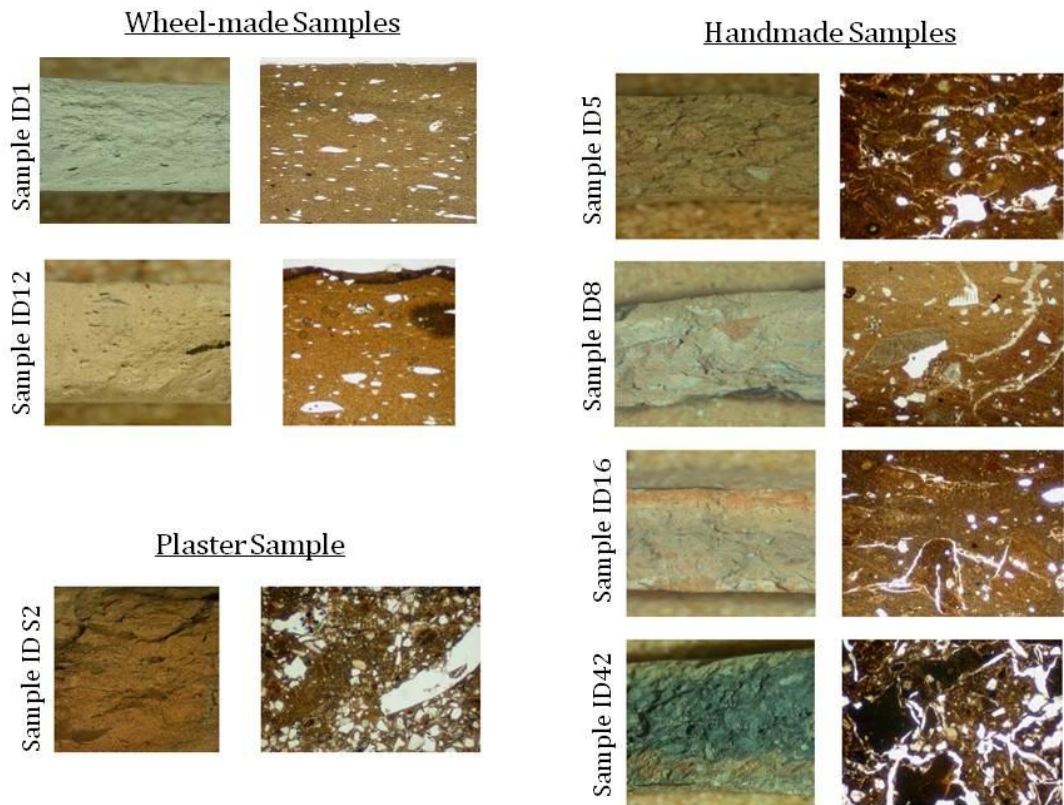 Wheel-made Samples
Sample ID1
Sample ID12
Plaster Sample
Sample ID S2
Handmade Samples
Sample ID5
Sample ID8
Sample ID16
Sample ID42